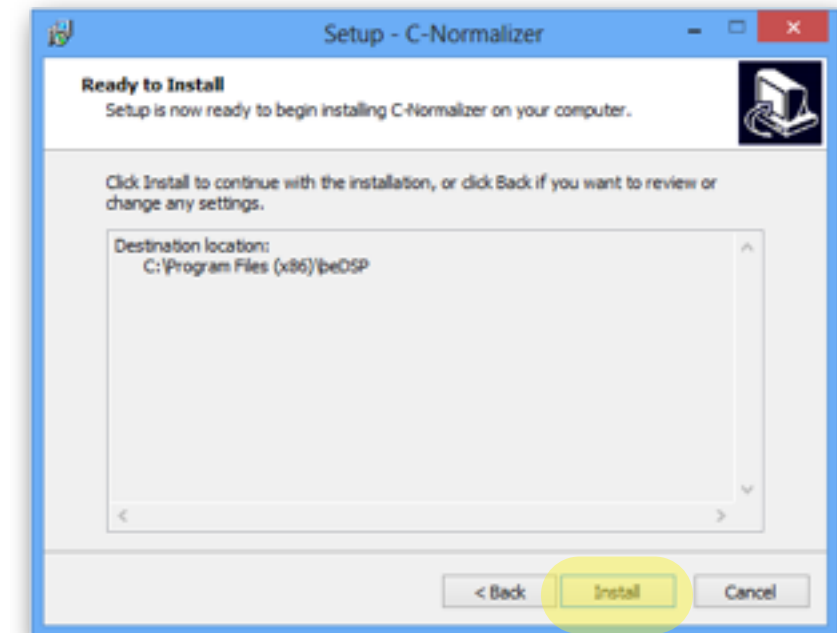 Setup - C-Normalizer
Ready to Install
Setup is now ready to begin installing C-Normalizer on your computer.
Click Install to continue with the installation, or click Back if you want to review or
change any settings.
Destination location:
C:\Program Files (x86)\beDSP
< Back Install Cancel